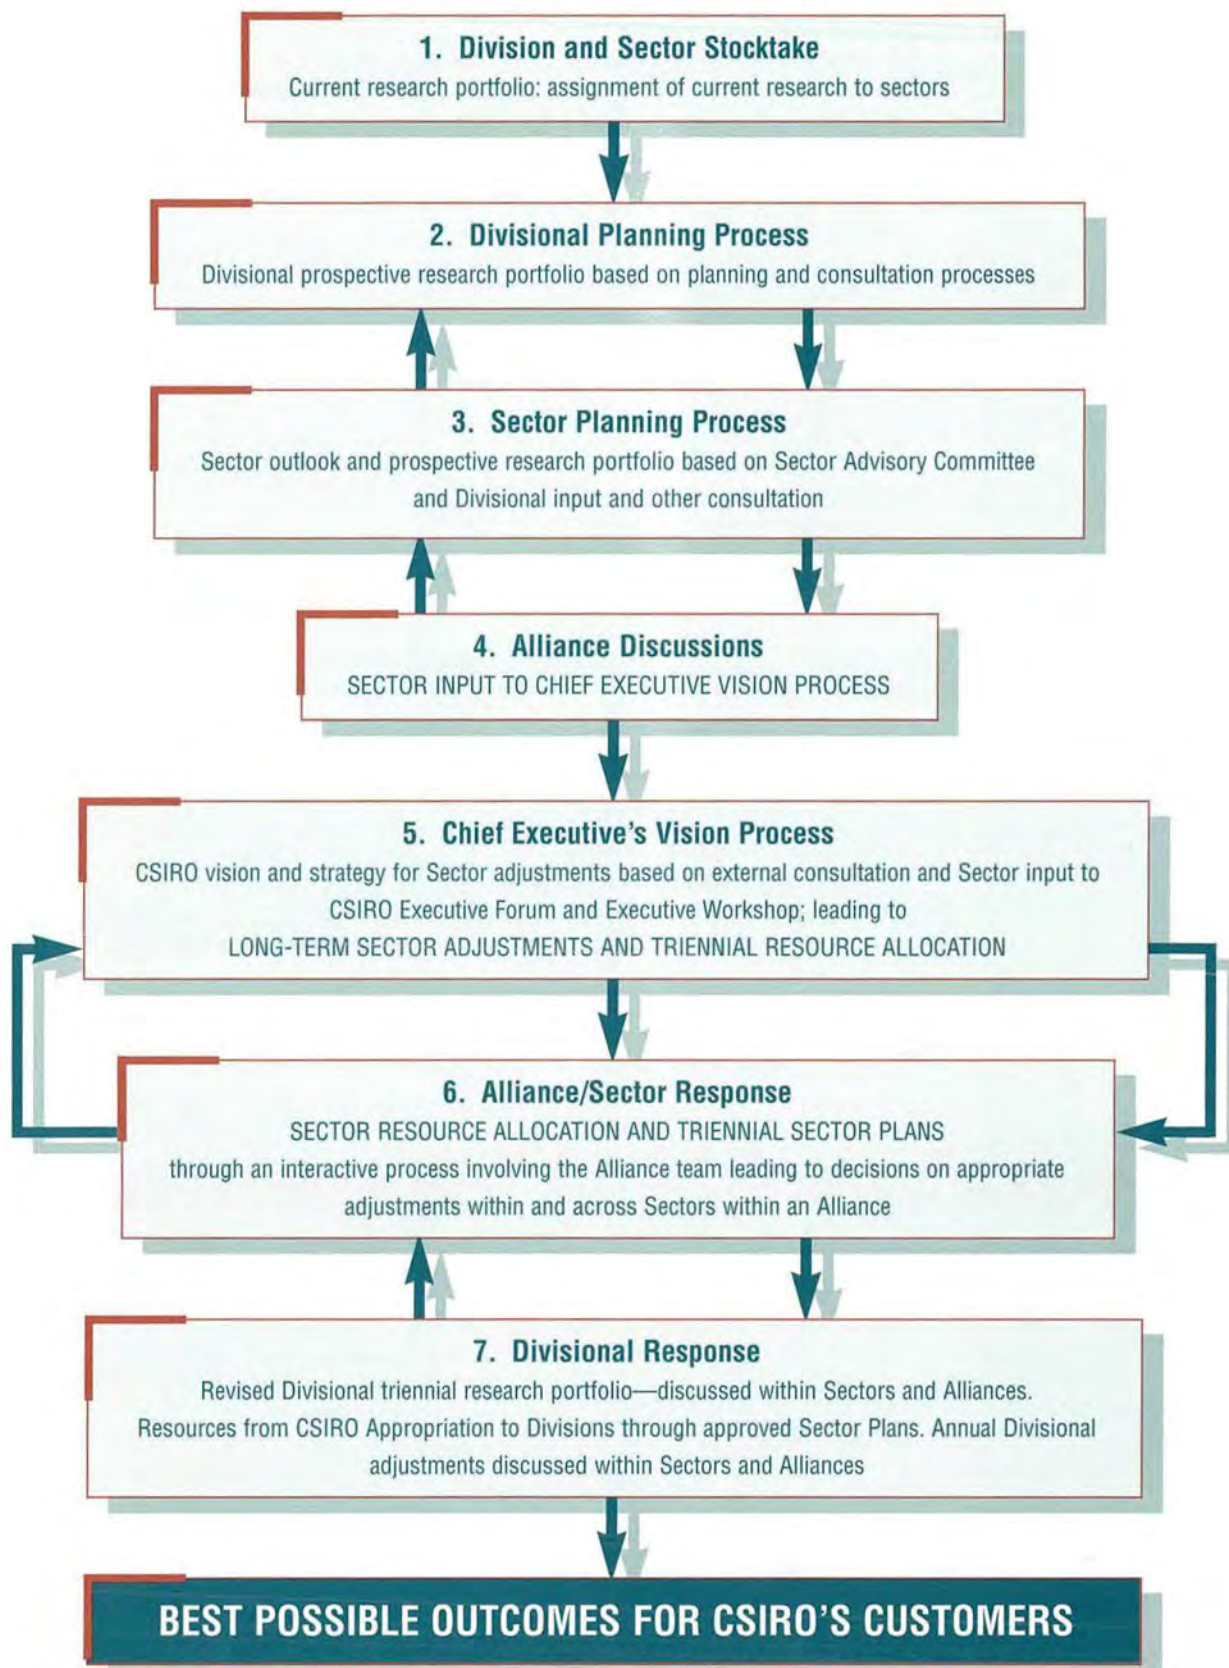 1. Division and Sector Stocktake
Current research portfolio: assignment of current research to sectors
2. Divisional Planning Process
Divisional prospective research portfolio based on planning and consultation processes
3. Sector Planning Process
Sector outlook and prospective research portfolio based on Sector Advisory Committee
and Divisional input and other consultation
4. Alliance Discussions
SECTOR INPUT TO CHIEF EXECUTIVE VISION PROCESS
5. Chief Executive’s Vision Process
CSIRO vision and strategy for Sector adjustments based on external consultation and Sector input to
CSIRO Executive Forum and Executive Workshop; leading to
LONG-TERM SECTOR ADJUSTMENTS AND TRIENNIAL RESOURCE ALLOCATION
6. Alliance/Sector Response
SECTOR RESOURCE ALLOCATION AND TRIENNIAL SECTOR PLANS
through an interactive process involving the Alliance team leading to decisions on appropriate
adjustments within and across Sectors within an Alliance
7. Divisional Response
Revised Divisional triennial research portfolio—discussed within Sectors and Alliances.
Resources from CSIRO Appropriation to Divisions through approved Sector Plans. Annual Divisional
adjustments discussed within Sectors and Alliances
BEST POSSIBLE OUTCOMES FOR CSIRO’S CUSTOMERS